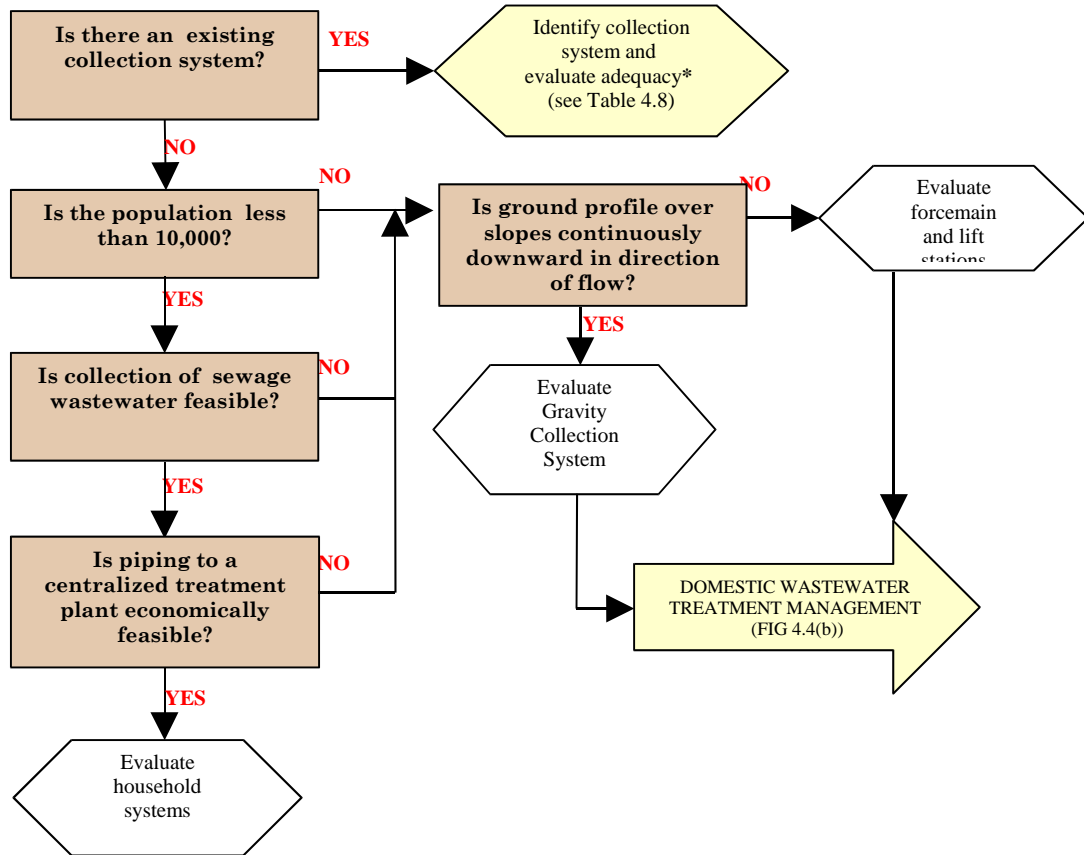 Is there an existing
collection system?
YES
Identify collection
system and
evaluate adequacy*
(see Table 4.8)
NO
Is the population less
than 10,000?
NO
Is ground profile over
slopes continuously
downward in direction
of flow?
NO
Evaluate
forcemain
and lift
stations
YES
YES
Is collection of sewage
wastewater feasible?
NO
Evaluate
Gravity
Collection
System
YES
Is piping to a
centralized treatment
plant economically
feasible?
NO
DOMESTIC WASTEWATER
TREATMENT MANAGEMENT
(FIG 4.4(b))
YES
Evaluate
household
systems